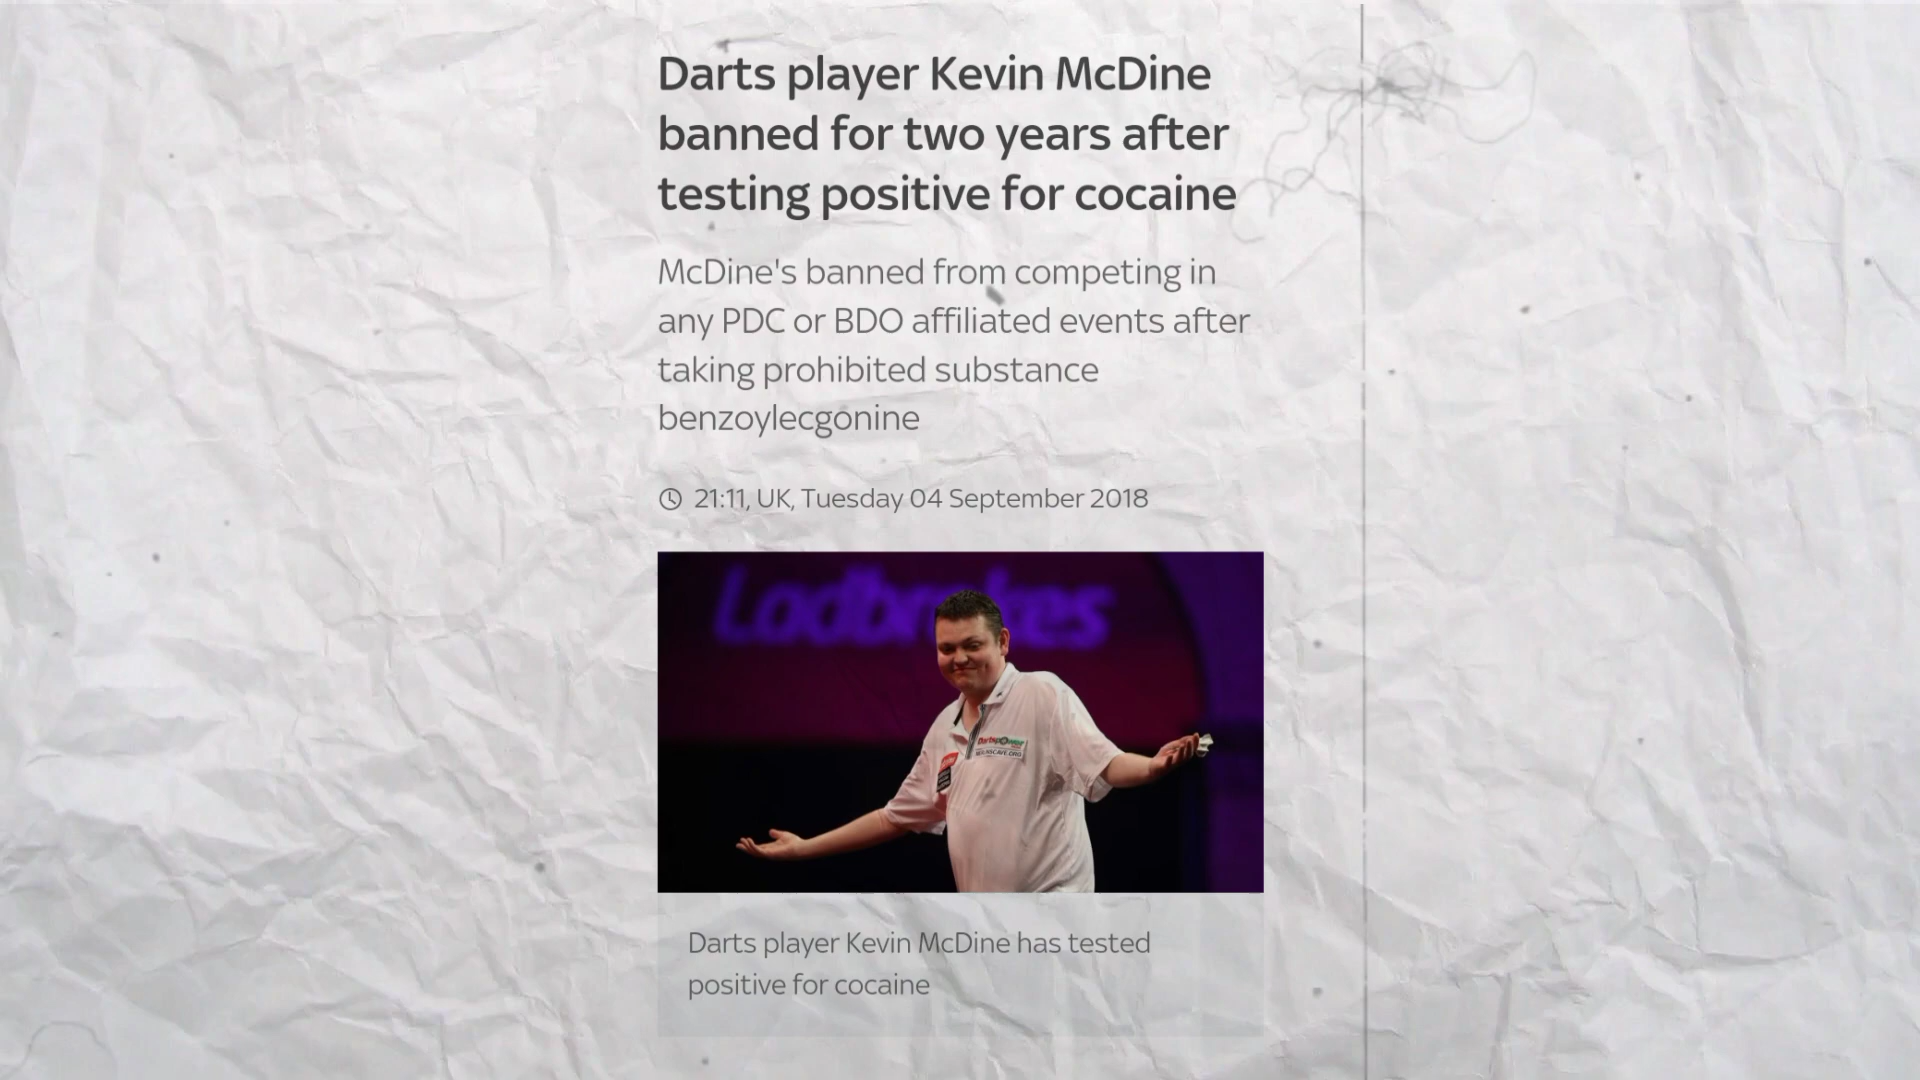 Darts player Kevin McDine
banned for two years after
testing positive for cocaine
McDine's banned from competing in
any PDC or BDO affiliated events after
taking prohibited substance
benzoylecgonine
21:11, UK, Tuesday 04 September 2018
Ladbrokes
Dartspower
Darts player Kevin McDine has tested
positive for cocaine